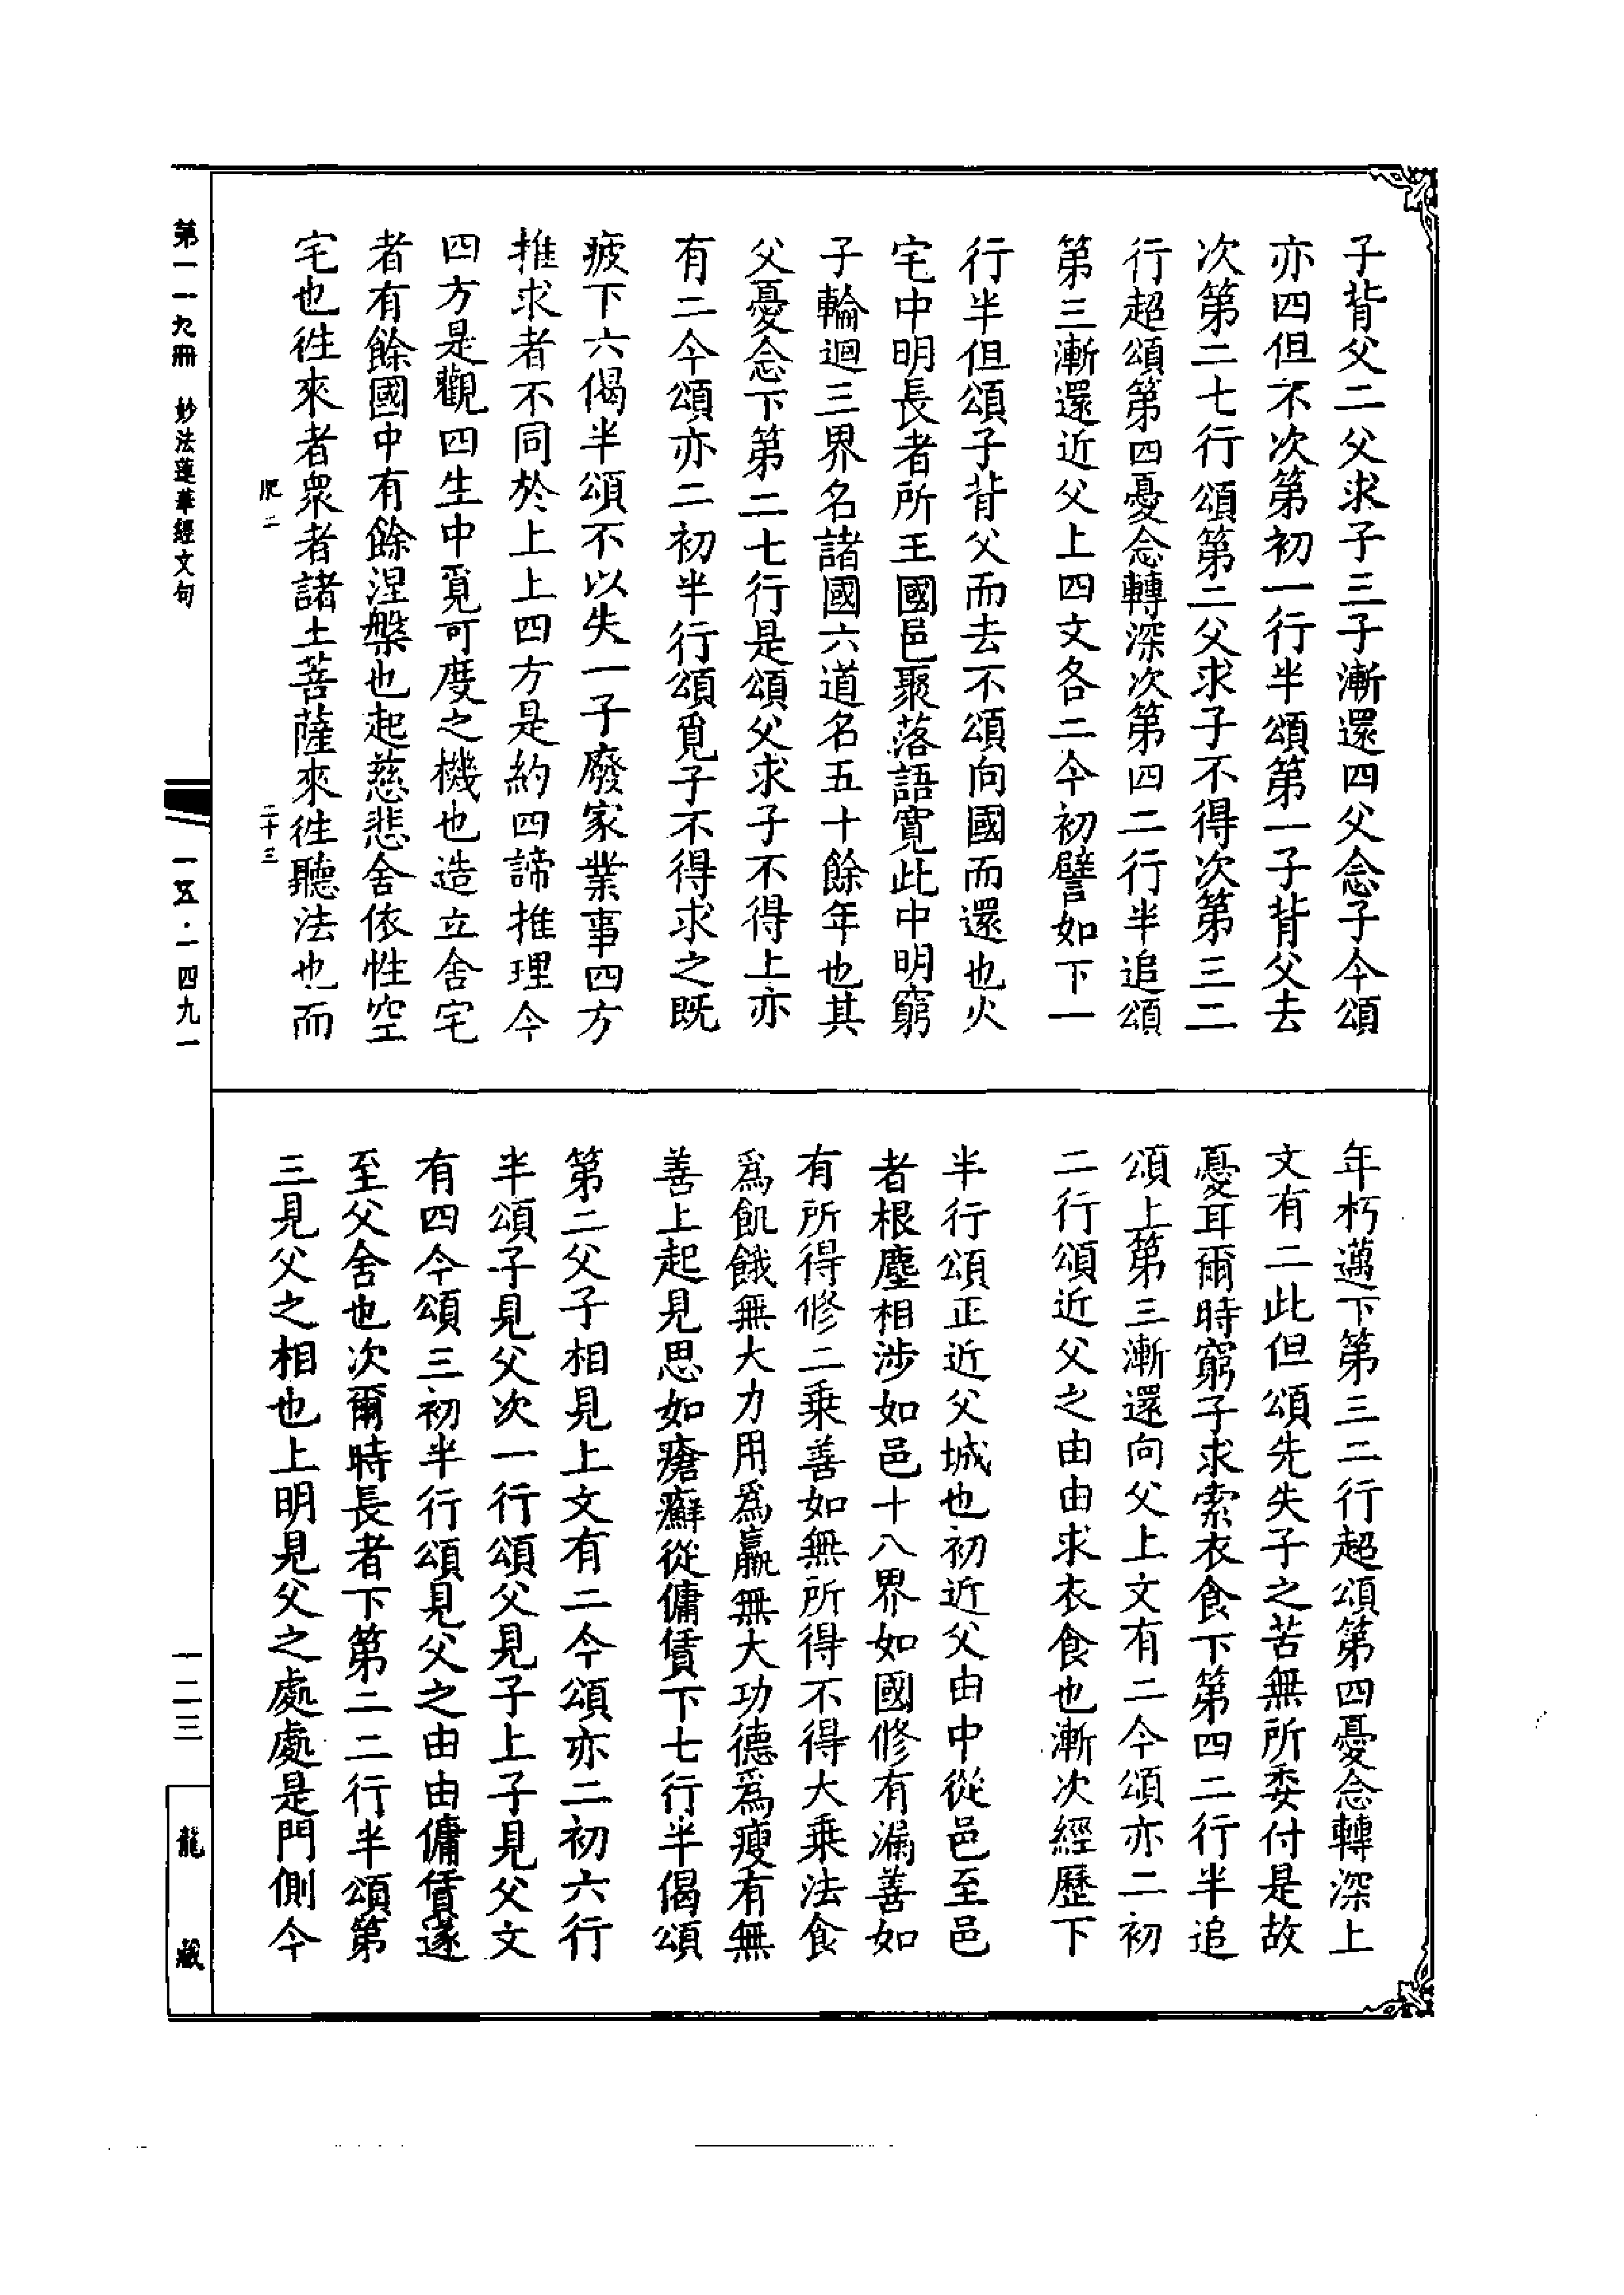 子背父二父求子三子漸還四父念子今頌
亦四但不次第初一行半頌第一子背父去
次第二七行頌第二父求子不得次第三二
行超頌第四憂念轉深次第四二行半追頌
第三漸還近父上四文各二今初譬如下一
行半但頌子背父而去不頌向國而還也火
宅中明長者所王國邑聚落語寬此中明窮
子輪迴三界名諸國六道名五十餘年也其
父憂念下第二七行是頌父求子不得上亦
有二今頌亦二初半行頌覓子不得求之既
疲下六偈半頌不以失一子廢家業事四方
推求者不同於上上四方是約四諦推理今
四方是觀四生中覓可度之機也造立舍宅
者有餘國中有餘涅槃也起慈悲舍依性空
宅也徃來者衆者諸土菩薩來徃聽法也而
肥二
二十三
年朽邁下第三二行超頌第四憂念轉深上
文有二此但頌先失子之苦無所委付是故
憂耳爾時窮子求索衣食下第四二行半追
頌上第三漸還向父上文有二今頌亦二初
二行頌近父之由由求衣食也漸次經歷下
半行頌正近父城也初近父由中從邑至邑
者根塵相涉如邑十八界如國修有漏善如
有所得修二乘善如無所得不得大乘法食
爲飢餓無大力用爲羸無大功德爲瘦有無
善上起見思如瘡癬從傭賃下七行半偈頌
第二父子相見上文有二今頌亦二初六行
半頌子見父次一行頌父見子上子見父文
有四今頌三初半行頌見父之由由傭賃遂
至父舍也次爾時長者下第二二行半頌第
三見父之相也上明見父之處處是門側今
第一一九冊 妙法蓮華經文句
一五·一四九一
一二三
龍藏